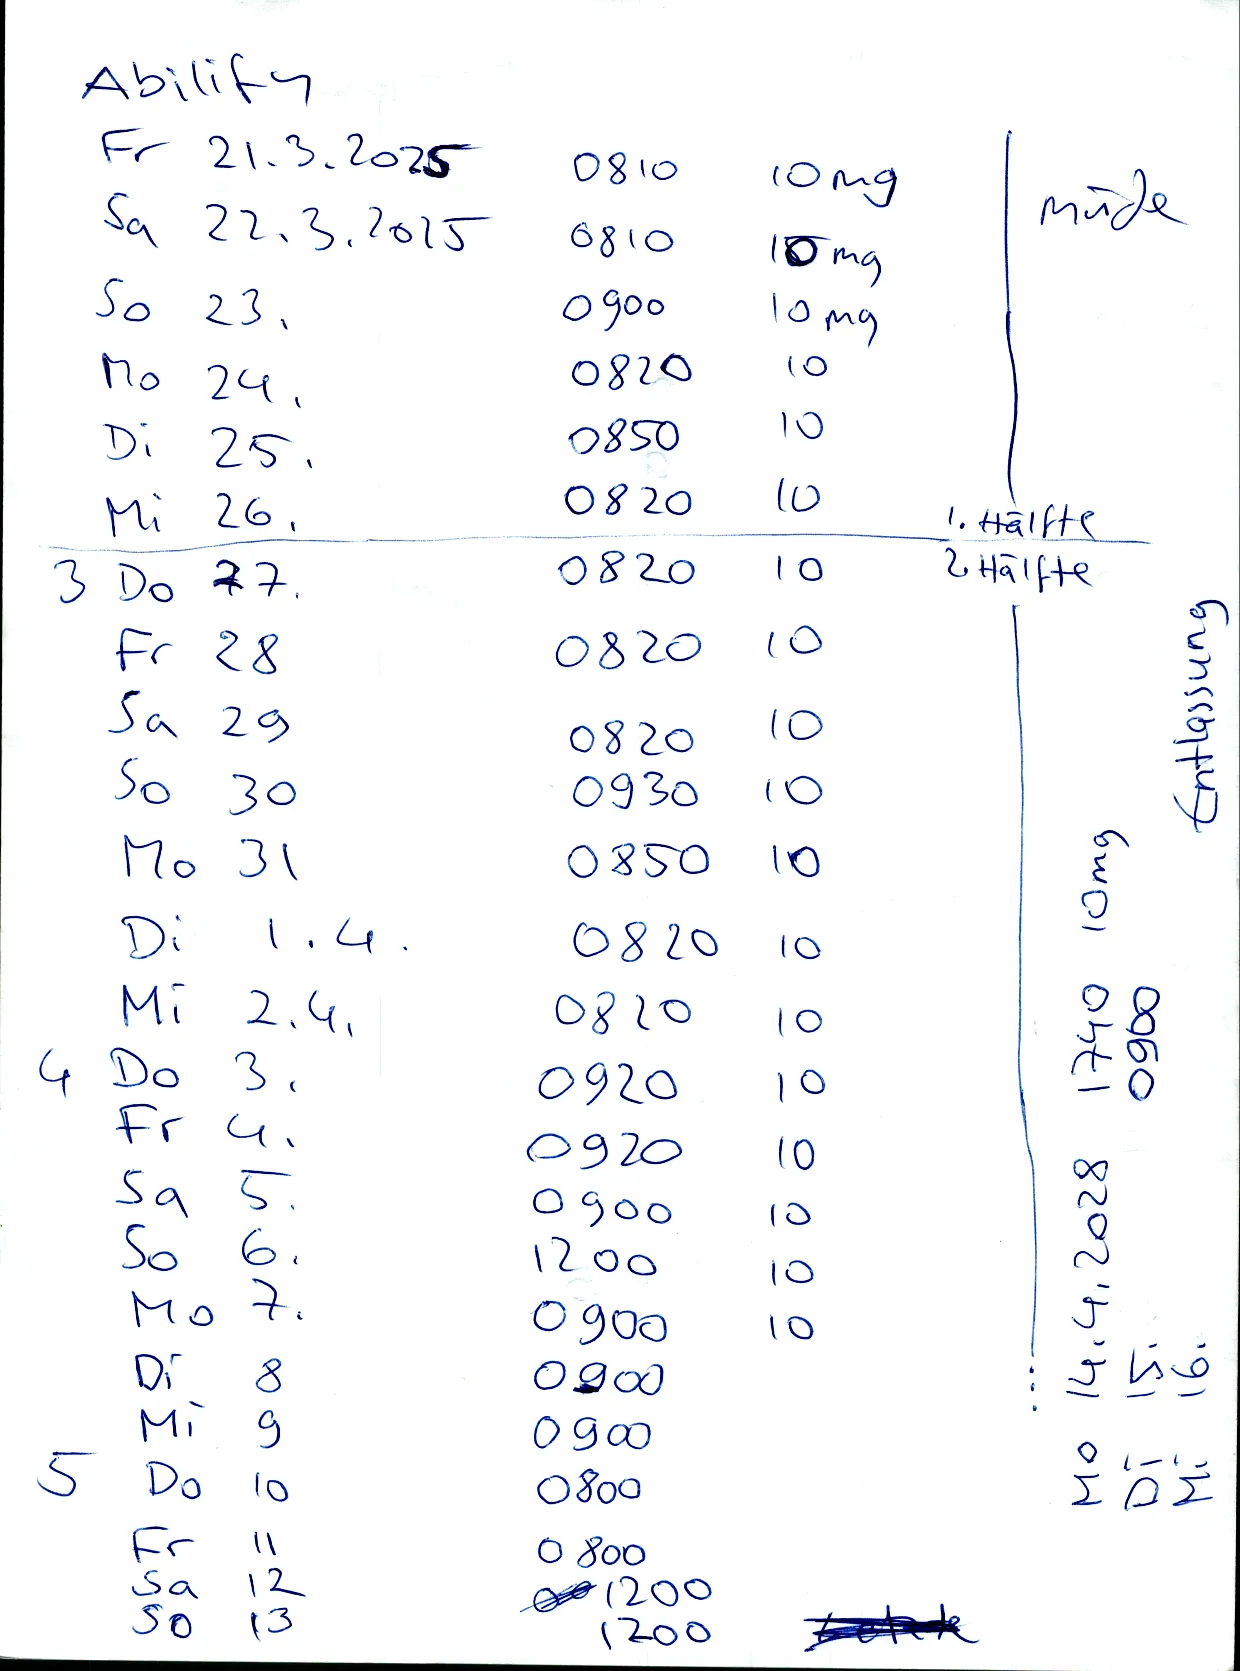 Abilify
Fr 21.3.2025 0810 10 mg müde
Sa 22.3.2025 0810 10 mg
So 23. 0900 10 mg
Mo 24. 0820 10
Di 25. 0850 10
Mi 26. 0820 10 1. Hälfte
3 Do 27. 0820 10 2. Hälfte
Fr 28 0820 10
Sa 29 0820 10
So 30 0930 10
Mo 31 0850 10
Di 1.4. 0820 10
Mi 2.4. 0820 10
4 Do 3. 0920 10
Fr 4. 0920 10
Sa 5. 0900 10
So 6. 1200 10
Mo 7. 0900 10
Di 8 0900
Mi 9 0900
5 Do 10 0800
Fr 11 0800
Sa 12 1200
So 13 1200
Mo 14.4.2028 1740 10mg
Di 15. 0900
Mi 16. Entlassung